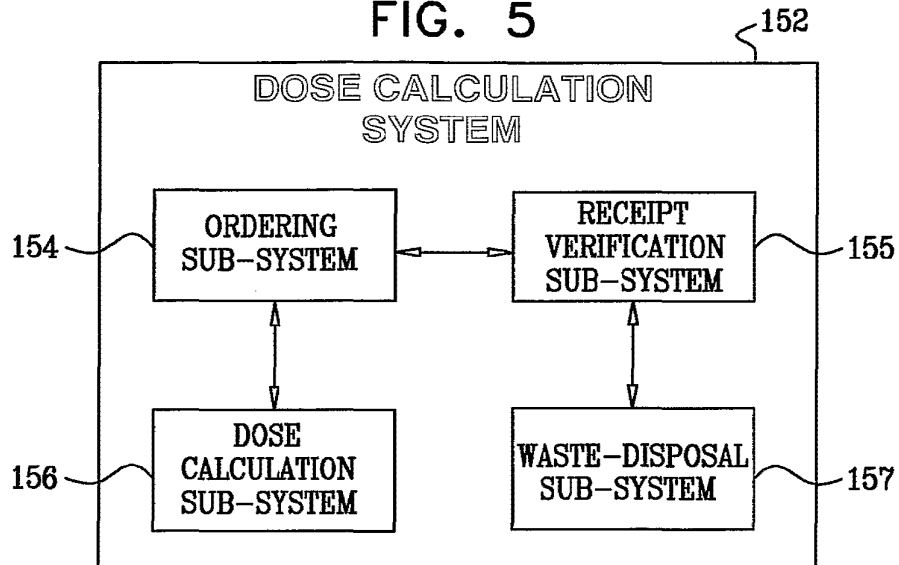 FIG. 5
152
DOSE CALCULATION
SYSTEM
154
ORDERING
SUB-SYSTEM
RECEIPT
VERIFICATION
SUB-SYSTEM
155
156
DOSE
CALCULATION
SUB-SYSTEM
WASTE-DISPOSAL
SUB-SYSTEM
157